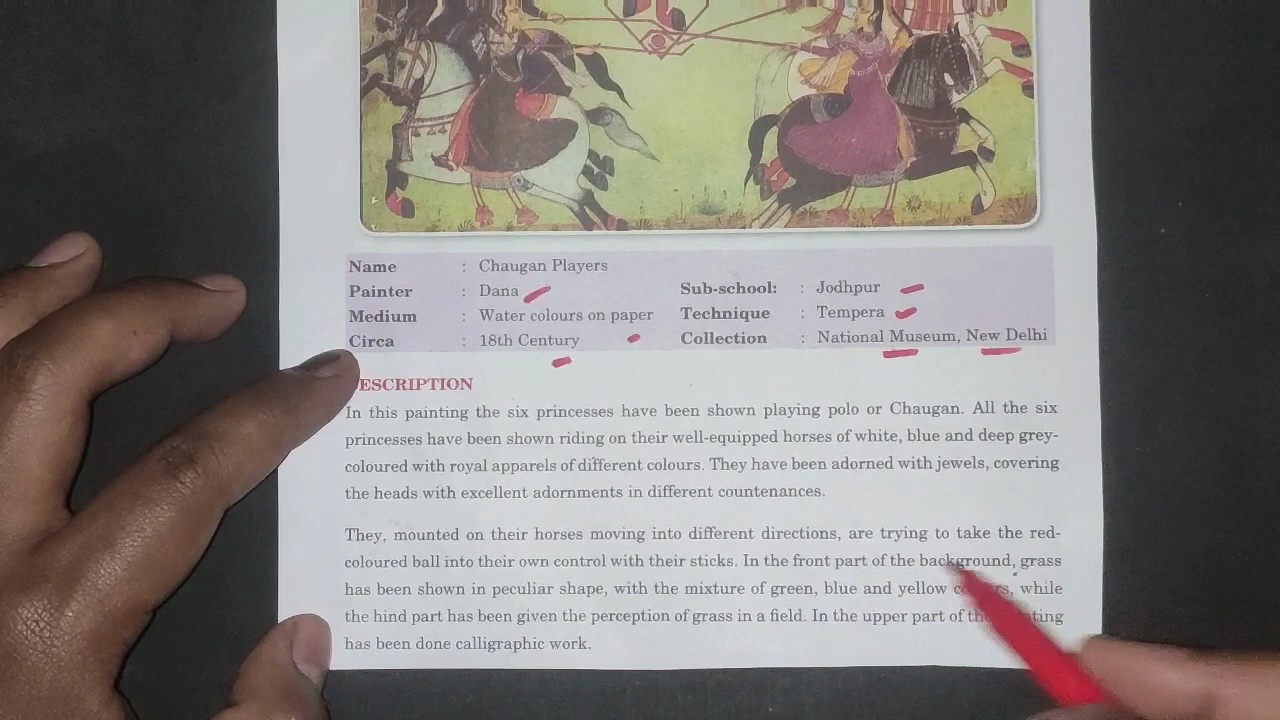 Name : Chaugan Players
Painter : Dana Sub-school: : Jodhpur
Medium : Water colours on paper Technique : Tempera
Circa : 18th Century Collection : National Museum, New Delhi
ESCRIPTION
In this painting the six princesses have been shown playing polo or Chaugan. All the six
princesses have been shown riding on their well-equipped horses of white, blue and deep grey-
coloured with royal apparels of different colours. They have been adorned with jewels, covering
the heads with excellent adornments in different countenances.
They, mounted on their horses moving into different directions, are trying to take the red-
coloured ball into their own control with their sticks. In the front part of the background, grass
has been shown in peculiar shape, with the mixture of green, blue and yellow while
the hind part has been given the perception of grass in a field. In the upper part of
has been done calligraphic work.